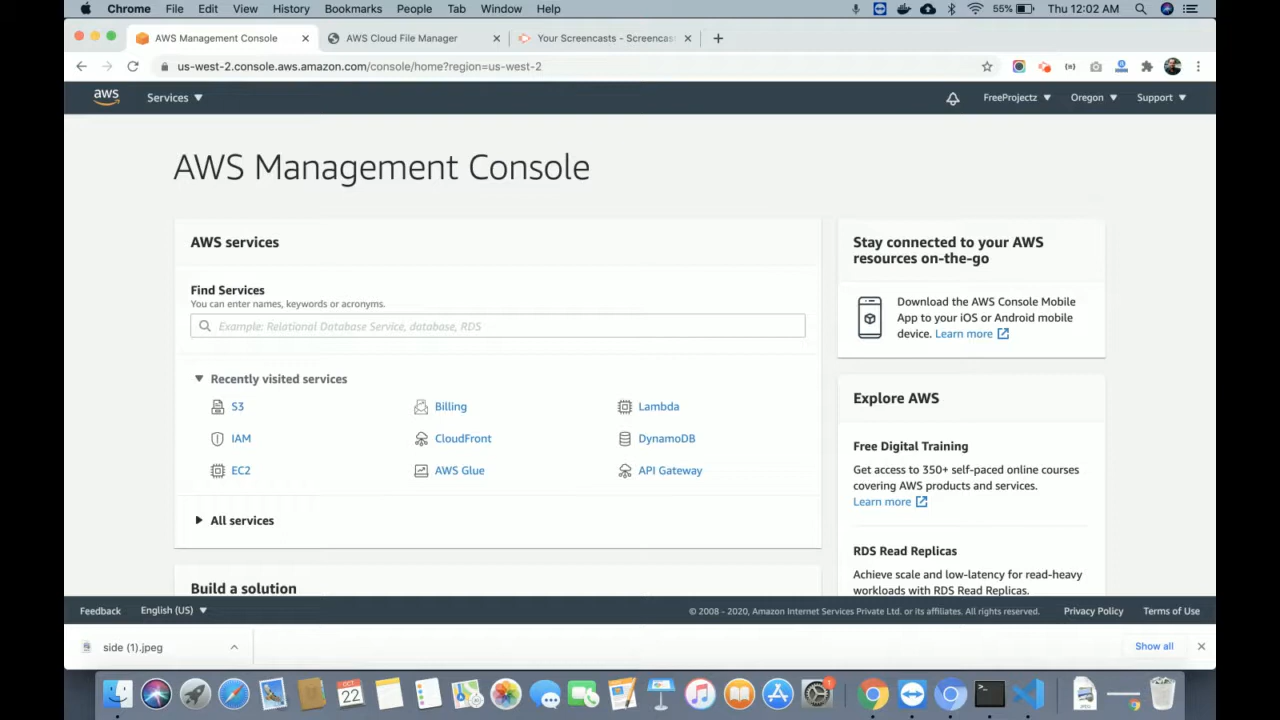 Chrome File Edit View History Bookmarks People Tab Window Help 55% Thu 12:02 AM
AWS Management Console
AWS Cloud File Manager
Your Screencasts - Screencas
us-west-2.console.aws.amazon.com/console/home?region=us-west-2
aws Services FreeProjectz Oregon Support
AWS Management Console
AWS services
Find Services
You can enter names, keywords or acronyms.
Example: Relational Database Service, database, RDS
Recently visited services
S3 Billing Lambda
IAM CloudFront DynamoDB
EC2 AWS Glue API Gateway
All services
Build a solution
Stay connected to your AWS
resources on-the-go
Download the AWS Console Mobile
App to your iOS or Android mobile
device. Learn more
Explore AWS
Free Digital Training
Get access to 350+ self-paced online courses
covering AWS products and services.
Learn more
RDS Read Replicas
Achieve scale and low-latency for read-heavy
workloads with RDS Read Replicas.
Feedback English (US) © 2008 - 2020, Amazon Internet Services Private Ltd. or its affiliates. All rights reserved. Privacy Policy Terms of Use
side (1).jpeg Show all
OCT
22
1